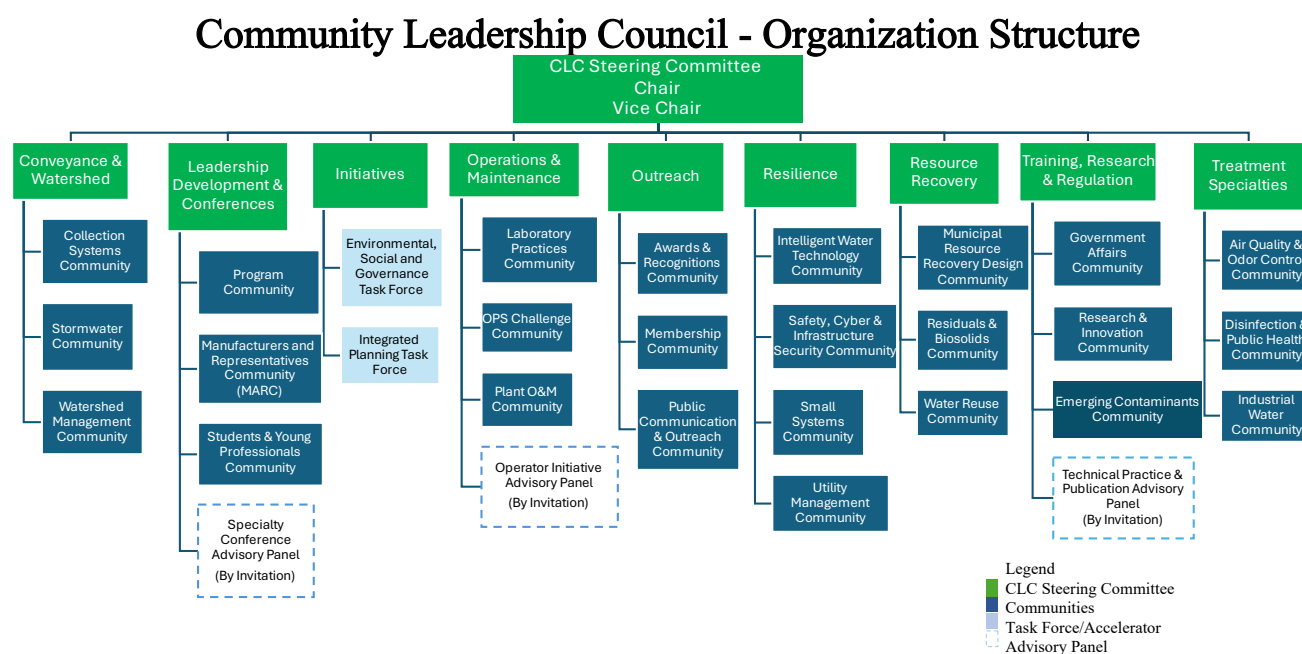 Community Leadership Council - Organization Structure
CLC Steering Committee
Chair
Vice Chair
Conveyance &
Watershed
Collection
Systems
Community
Stormwater
Community
Watershed
Management
Community
Leadership
Development &
Conferences
Program
Community
Manufacturers and
Representatives
Community
(MARC)
Students & Young
Professionals
Community
Specialty
Conference
Advisory Panel
(By Invitation)
Initiatives
Environmental,
Social and
Governance
Task Force
Integrated
Planning Task
Force
Operations &
Maintenance
Laboratory
Practices
Community
OPS Challenge
Community
Plant O&M
Community
Operator Initiative
Advisory Panel
(By Invitation)
Outreach
Awards &
Recognitions
Community
Membership
Community
Public
Communication
& Outreach
Community
Resilience
Intelligent Water
Technology
Community
Safety, Cyber &
Infrastructure
Security Community
Small
Systems
Community
Utility
Management
Community
Resource
Recovery
Municipal
Resource
Recovery Design
Community
Residuals &
Biosolids
Community
Water Reuse
Community
Training, Research
& Regulation
Government
Affairs
Community
Research &
Innovation
Community
Emerging Contaminants
Community
Technical Practice &
Publication Advisory
Panel
(By Invitation)
Treatment
Specialties
Air Quality &
Odor Control
Community
Disinfection &
Public Health
Community
Industrial
Water
Community
Legend
CLC Steering Committee
Communities
Task Force/Accelerator
Advisory Panel